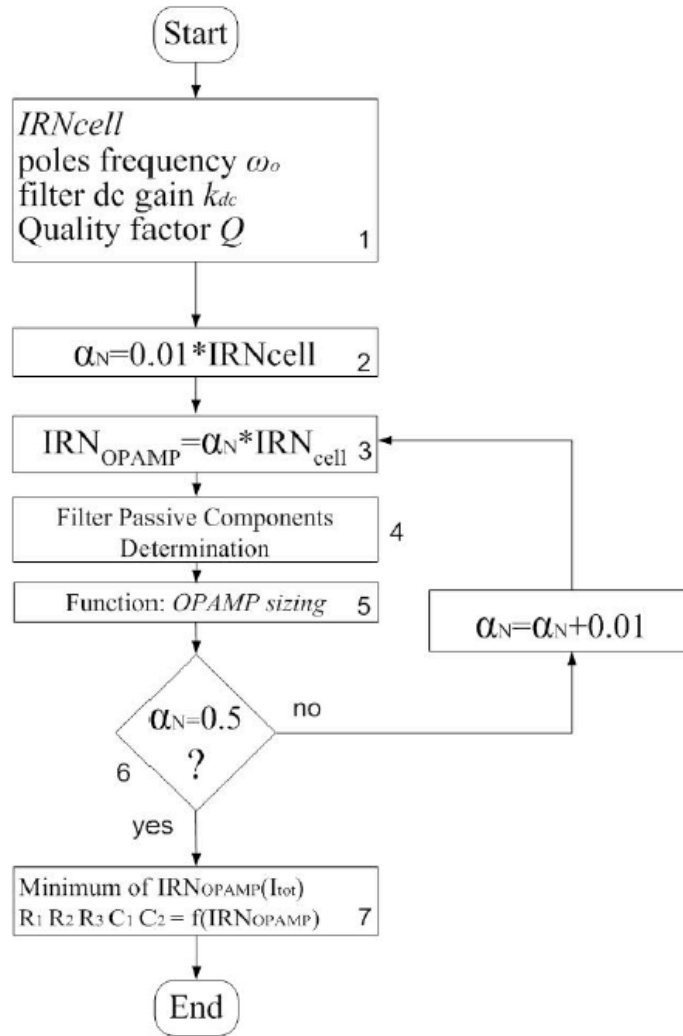 Start
IRNcell
poles frequency ωo
filter dc gain kdc
Quality factor Q
1
αN=0.01*IRNcell
2
IRNOPAMP=αN*IRNcell
3
Filter Passive Components
Determination
4
Function: OPAMP sizing
5
αN=αN+0.01
αN=0.5
?
6
no
yes
Minimum of IRNOPAMP(Itot)
R1 R2 R3 C1 C2 = f(IRNOPAMP)
7
End